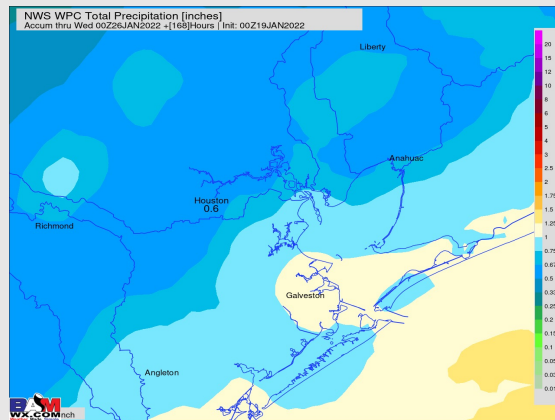 NWS WPC Total Precipitation [inches]
Accum thru Wed 00Z26JAN2022 +[168]Hours | Init: 00Z19JAN2022
Liberty
Anahuac
Houston
0.6
Richmond
Galveston
Angleton
20
15
12
10
8
6
5
4
3
2.5
2
1.75
1.5
1.25
1
0.75
0.67
0.5
0.33
0.25
0.2
0.15
0.1
0.05
0.03
0.01
BAM
WX.COM
nch